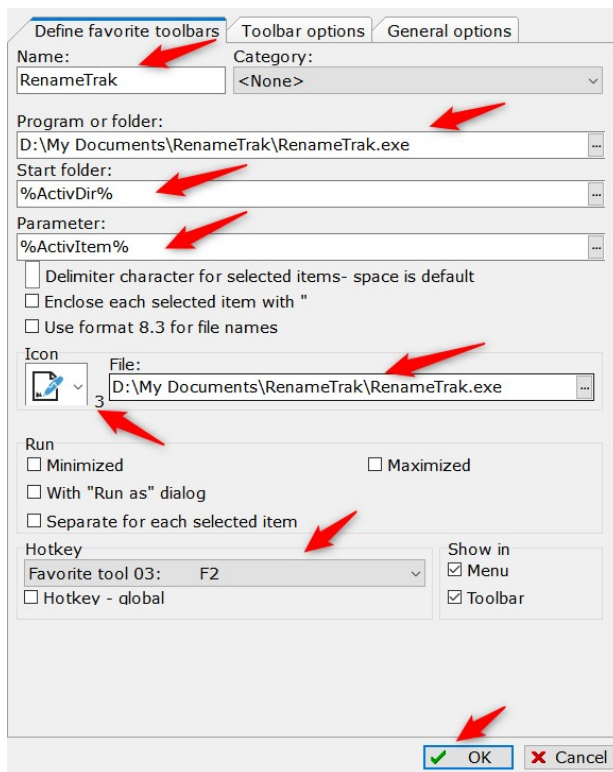 Define favorite toolbars Toolbar options General options
Name: Category:
RenameTrak <None>
Program or folder:
D:\My Documents\RenameTrak\RenameTrak.exe ...
Start folder:
%ActivDir% ...
Parameter:
%ActivItem% ...
Delimiter character for selected items- space is default
Enclose each selected item with "
Use format 8.3 for file names
Icon
File:
3 D:\My Documents\RenameTrak\RenameTrak.exe ...
Run
Minimized Maximized
With "Run as" dialog
Separate for each selected item
Hotkey Show in
Favorite tool 03: F2 Menu
Hotkey - global Toolbar
OK Cancel